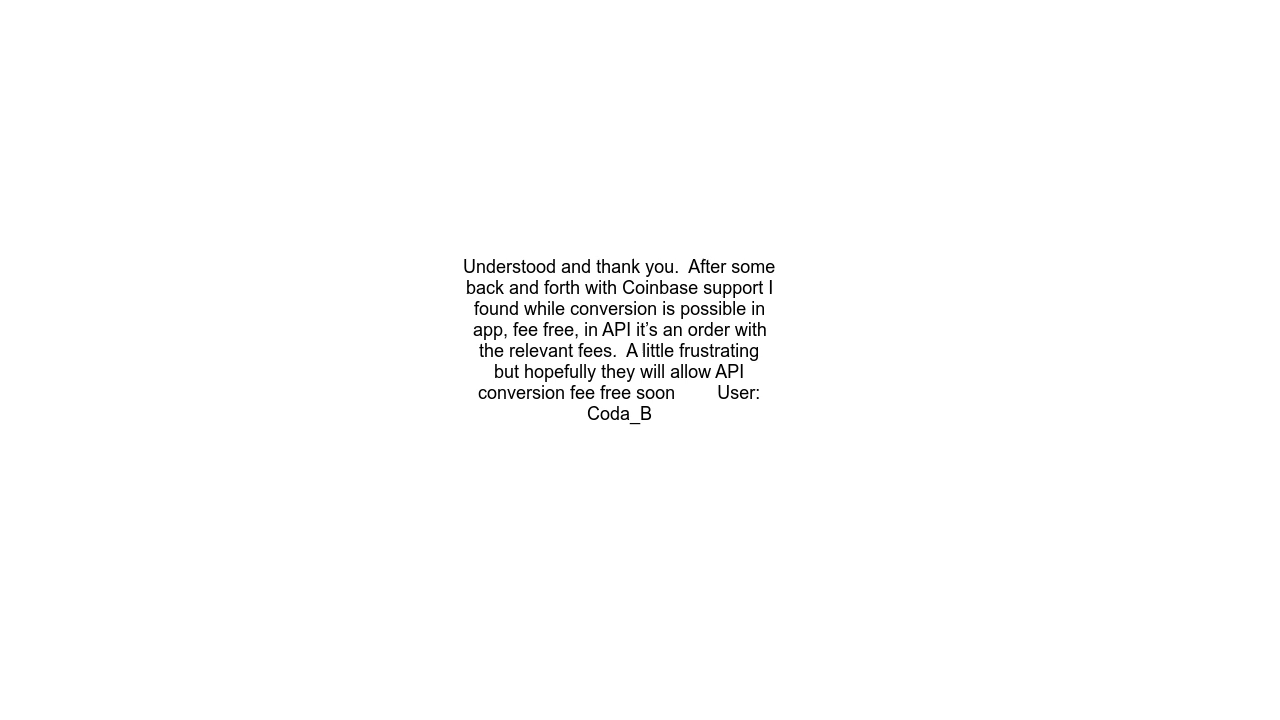 Understood and thank you.  After some
back and forth with Coinbase support I
found while conversion is possible in
app, fee free, in API it’s an order with
the relevant fees.  A little frustrating
but hopefully they will allow API
conversion fee free soon        User:
Coda_B